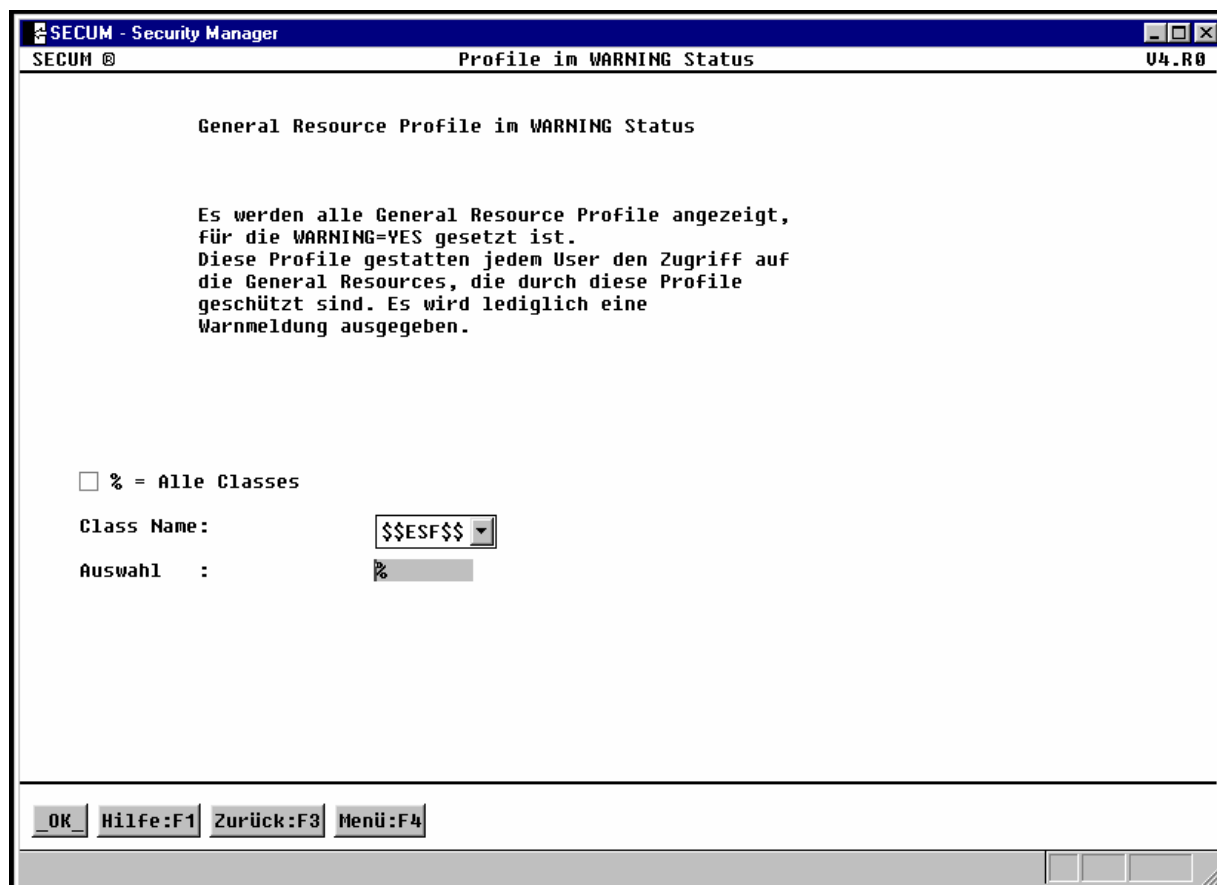 SECUM - Security Manager
SECUM ® Profile im WARNING Status V4.R0
General Resource Profile im WARNING Status
Es werden alle General Resource Profile angezeigt,
für die WARNING=YES gesetzt ist.
Diese Profile gestatten jedem User den Zugriff auf
die General Resources, die durch diese Profile
geschützt sind. Es wird lediglich eine
Warnmeldung ausgegeben.
% = Alle Classes
Class Name: $$ESF$$
Auswahl : %
_OK_ Hilfe:F1 Zurück:F3 Menü:F4